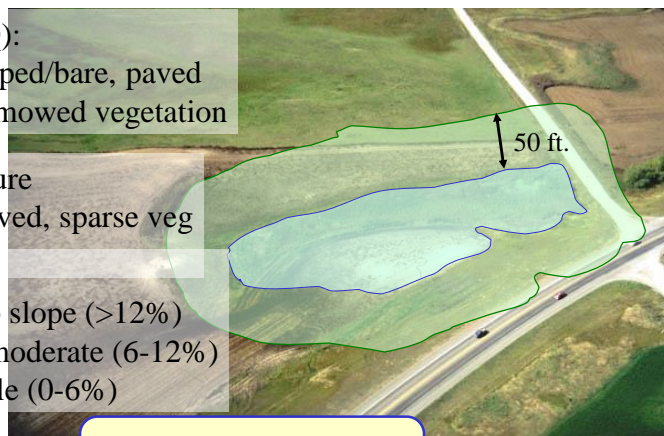 ):
ped/bare, paved
mowed vegetation
50 ft.
ure
ved, sparse veg
slope (>12%)
moderate (6-12%)
le (0-6%)